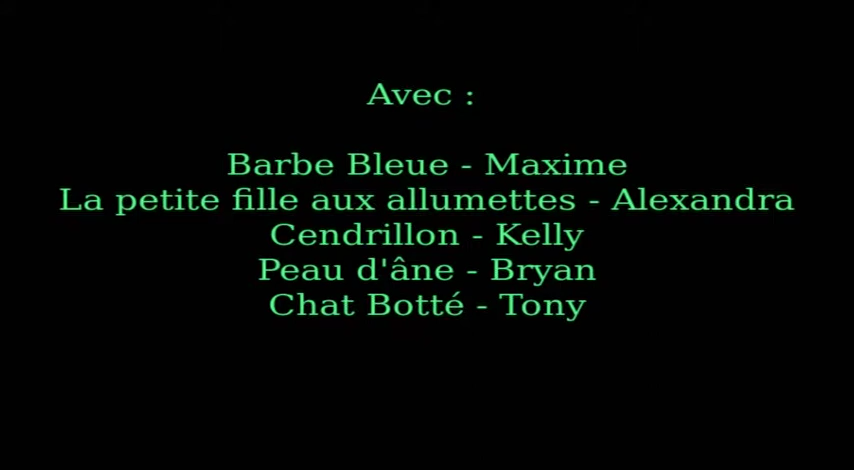 Avec :
Barbe Bleue - Maxime
La petite fille aux allumettes - Alexandra
Cendrillon - Kelly
Peau d'âne - Bryan
Chat Botté - Tony